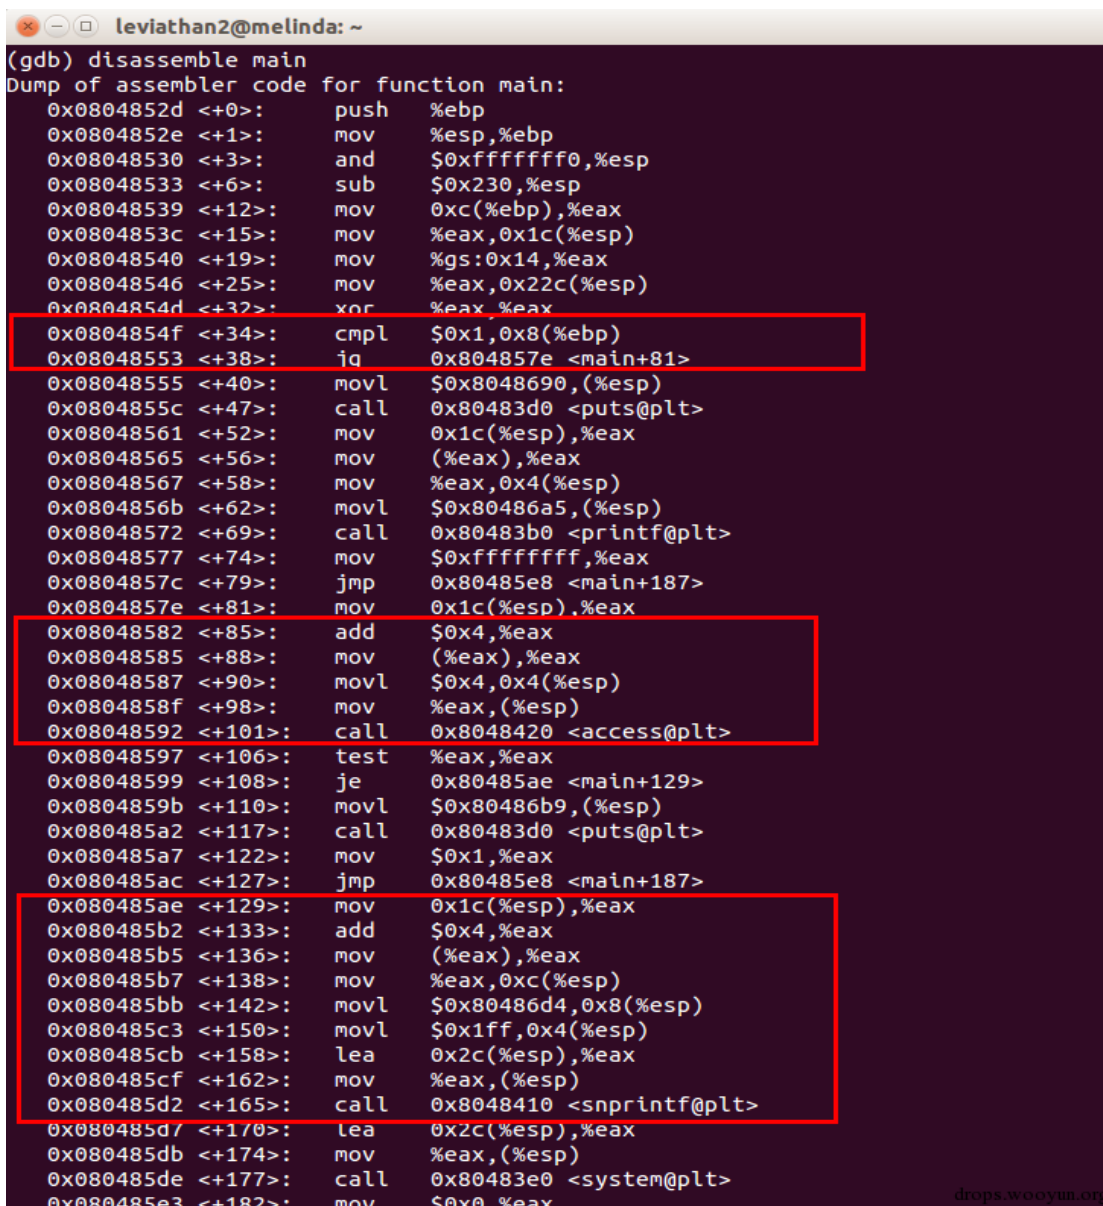 leviathan2@melinda: ~
(gdb) disassemble main
Dump of assembler code for function main:
0x0804852d <+0>: push %ebp
0x0804852e <+1>: mov %esp,%ebp
0x08048530 <+3>: and $0xfffffff0,%esp
0x08048533 <+6>: sub $0x230,%esp
0x08048539 <+12>: mov 0xc(%ebp),%eax
0x0804853c <+15>: mov %eax,0x1c(%esp)
0x08048540 <+19>: mov %gs:0x14,%eax
0x08048546 <+25>: mov %eax,0x22c(%esp)
0x0804854d <+32>: xor %eax,%eax
0x0804854f <+34>: cmpl $0x1,0x8(%ebp)
0x08048553 <+38>: jg 0x804857e <main+81>
0x08048555 <+40>: movl $0x8048690,(%esp)
0x0804855c <+47>: call 0x80483d0 <puts@plt>
0x08048561 <+52>: mov 0x1c(%esp),%eax
0x08048565 <+56>: mov (%eax),%eax
0x08048567 <+58>: mov %eax,0x4(%esp)
0x0804856b <+62>: movl $0x80486a5,(%esp)
0x08048572 <+69>: call 0x80483b0 <printf@plt>
0x08048577 <+74>: mov $0xffffffff,%eax
0x0804857c <+79>: jmp 0x80485e8 <main+187>
0x0804857e <+81>: mov 0x1c(%esp),%eax
0x08048582 <+85>: add $0x4,%eax
0x08048585 <+88>: mov (%eax),%eax
0x08048587 <+90>: movl $0x4,0x4(%esp)
0x0804858f <+98>: mov %eax,(%esp)
0x08048592 <+101>: call 0x8048420 <access@plt>
0x08048597 <+106>: test %eax,%eax
0x08048599 <+108>: je 0x80485ae <main+129>
0x0804859b <+110>: movl $0x80486b9,(%esp)
0x080485a2 <+117>: call 0x80483d0 <puts@plt>
0x080485a7 <+122>: mov $0x1,%eax
0x080485ac <+127>: jmp 0x80485e8 <main+187>
0x080485ae <+129>: mov 0x1c(%esp),%eax
0x080485b2 <+133>: add $0x4,%eax
0x080485b5 <+136>: mov (%eax),%eax
0x080485b7 <+138>: mov %eax,0xc(%esp)
0x080485bb <+142>: movl $0x80486d4,0x8(%esp)
0x080485c3 <+150>: movl $0x1ff,0x4(%esp)
0x080485cb <+158>: lea 0x2c(%esp),%eax
0x080485cf <+162>: mov %eax,(%esp)
0x080485d2 <+165>: call 0x8048410 <snprintf@plt>
0x080485d7 <+170>: lea 0x2c(%esp),%eax
0x080485db <+174>: mov %eax,(%esp)
0x080485de <+177>: call 0x80483e0 <system@plt>
0x080485e3 <+182>: mov $0x0,%eax
drops.wooyun.org